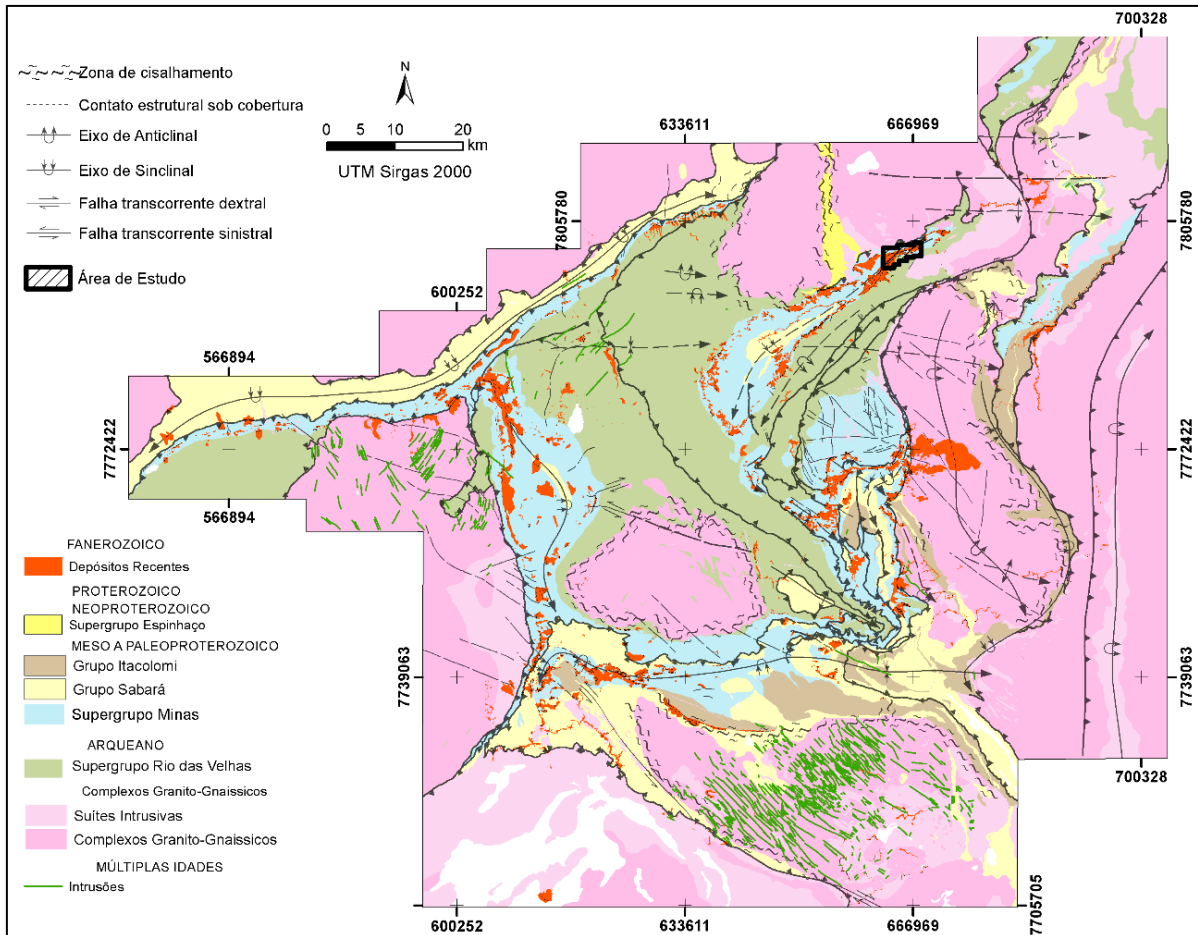 700328
Zona de cisalhamento
Contato estrutural sob cobertura
Eixo de Anticlinal
Eixo de Sinclinal
Falha transcorrente dextral
Falha transcorrente sinistral
Área de Estudo
N
0 10 20
km
UTM Sirgas 2000
633611
666969
7805780
7805780
600252
566894
7772422
7772422
566894
FANEROZOICO
Depósitos Recentes
PROTEROZOICO
NEOPROTEROZOICO
Supergrupo Espinhaço
MESO A PALEOPROTEROZOICO
Grupo Itacolomi
Grupo Sabará
Supergrupo Minas
ARQUEANO
Supergrupo Rio das Velhas
Complexos Granito-Gnaissicos
Suítes Intrusivas
Complexos Granito-Gnaissicos
MÚLTIPLAS IDADES
Intrusões
7739063
7739063
700328
7705705
600252
633611
666969